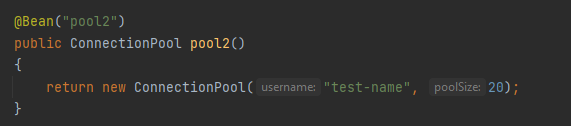 @Bean("pool2")
public ConnectionPool pool2()
{
return new ConnectionPool( username: "test-name", poolSize: 20);
}